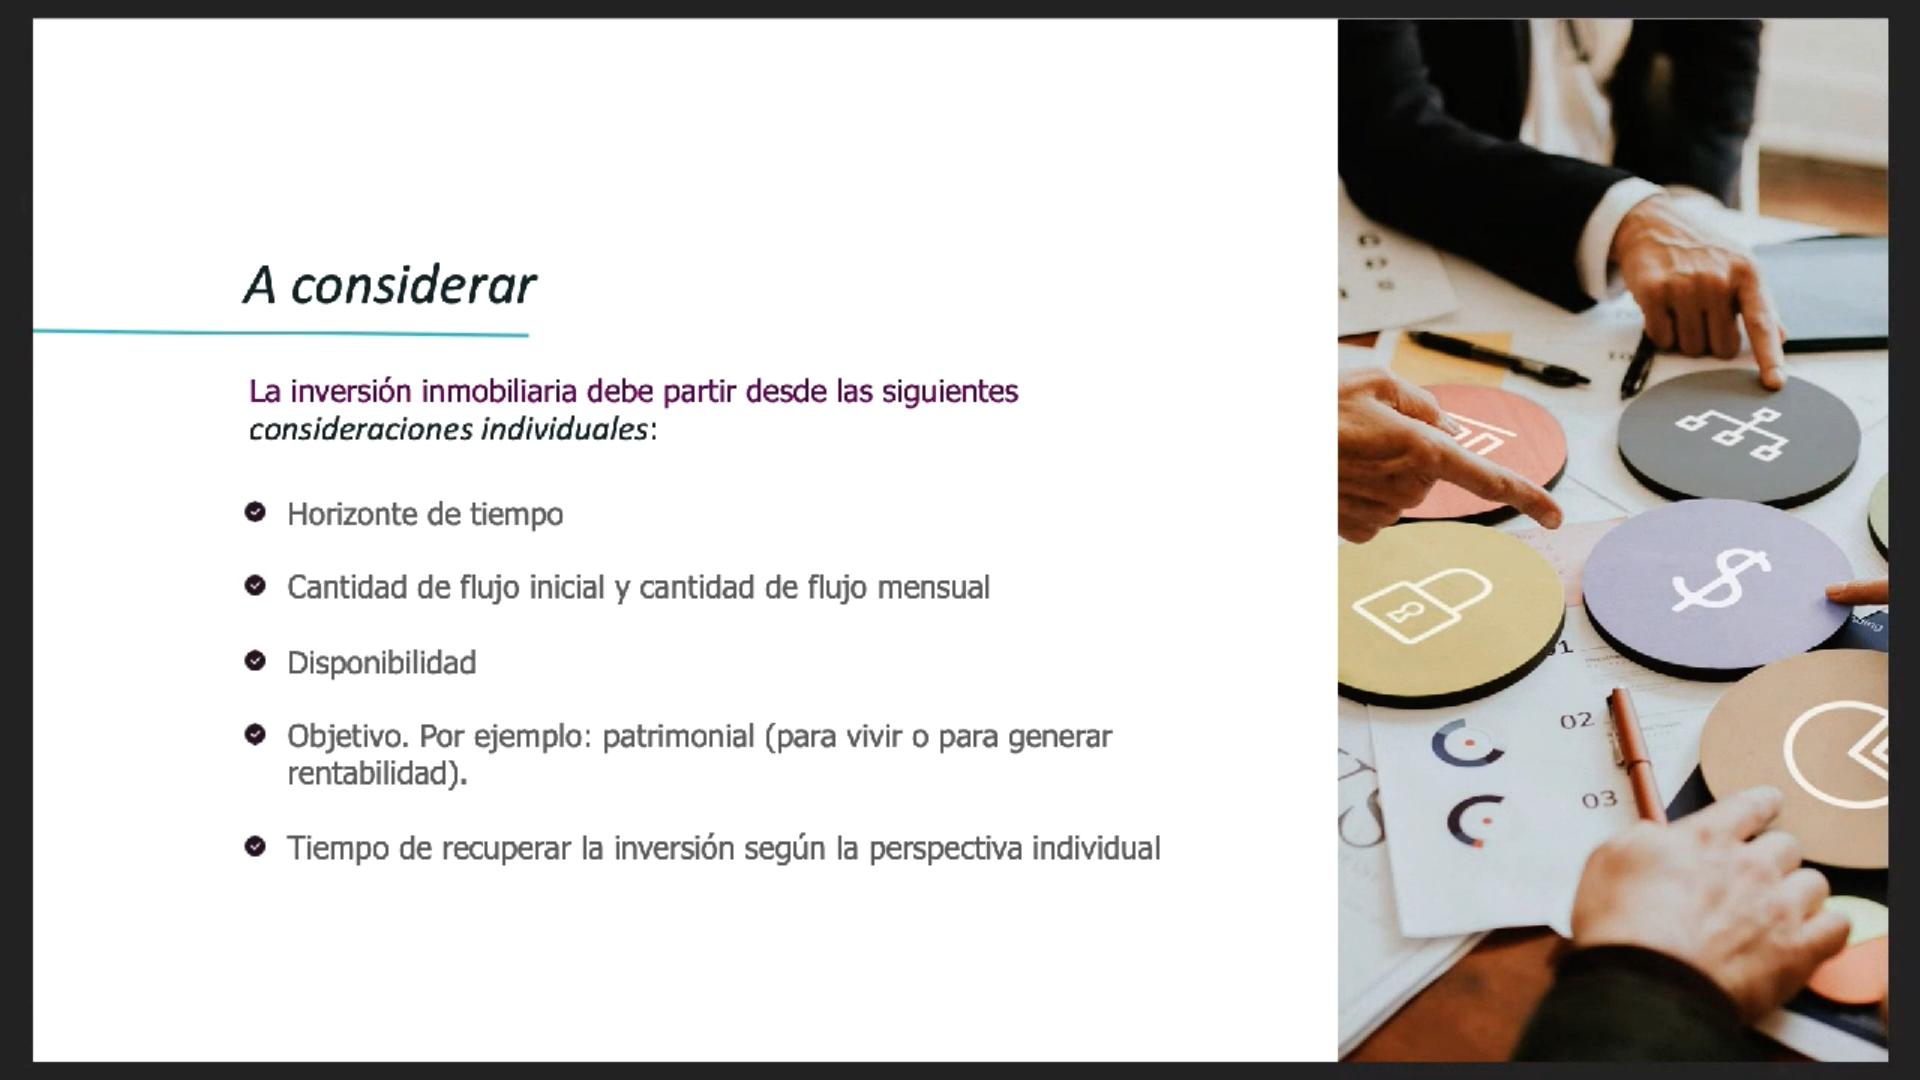 A considerar
La inversión inmobiliaria debe partir desde las siguientes
consideraciones individuales:
Horizonte de tiempo
Cantidad de flujo inicial y cantidad de flujo mensual
Disponibilidad
Objetivo. Por ejemplo: patrimonial (para vivir o para generar
rentabilidad).
Tiempo de recuperar la inversión según la perspectiva individual
$
02
03